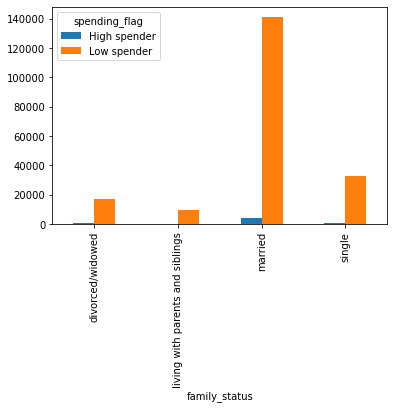 spending_flag
High spender
Low spender
140000
120000
100000
80000
60000
40000
20000
0
divorced/widowed
living with parents and siblings
married
single
family_status